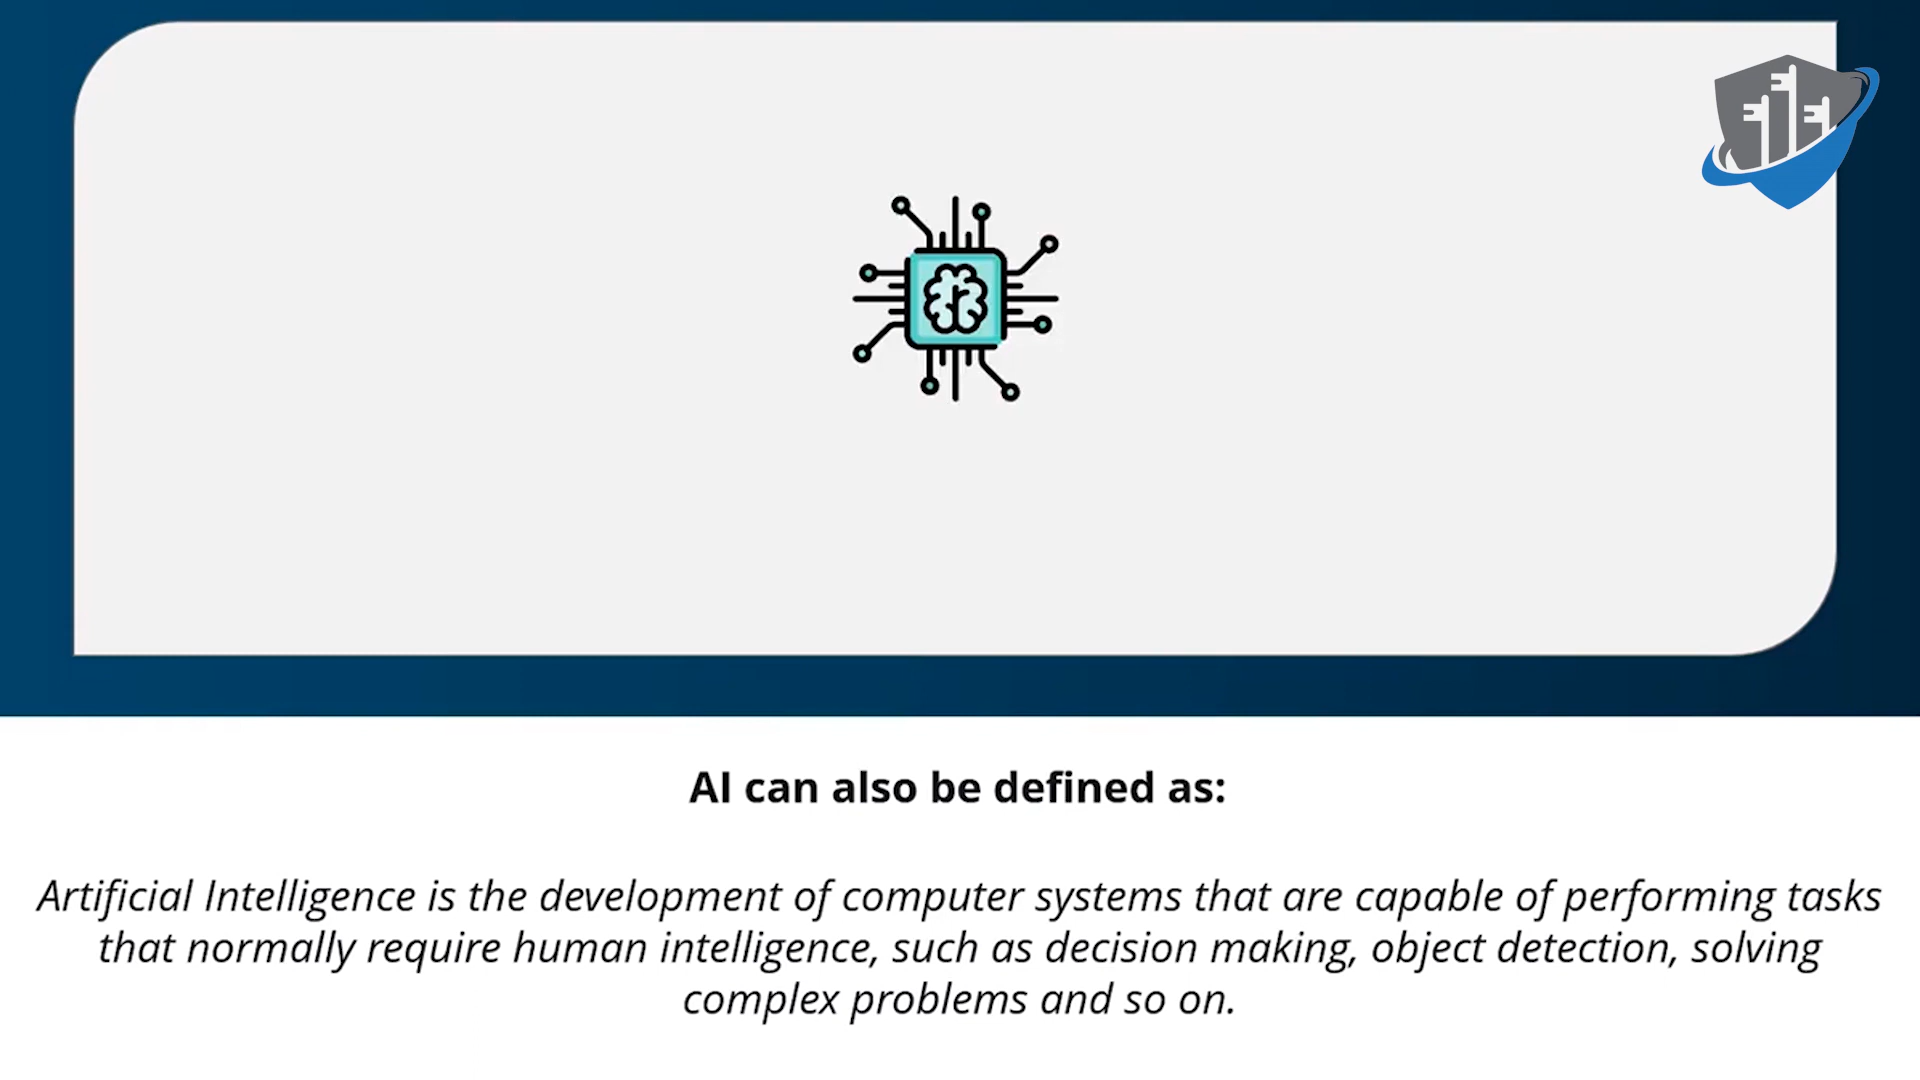 AI can also be defined as:
Artificial Intelligence is the development of computer systems that are capable of performing tasks
that normally require human intelligence, such as decision making, object detection, solving
complex problems and so on.